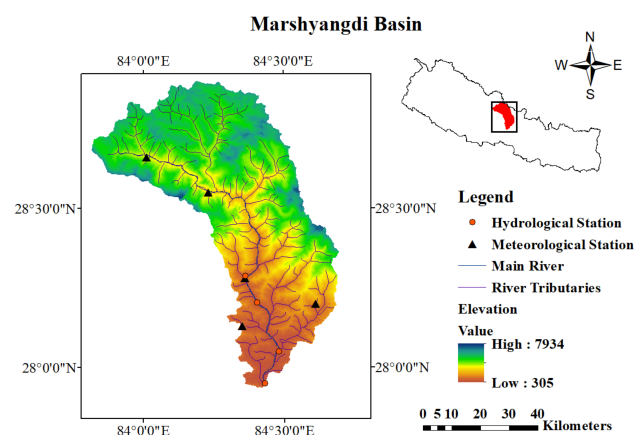 Marshyangdi Basin
84°0'0"E 84°30'0"E
N
W E
S
28°30'0"N 28°30'0"N
28°0'0"N 28°0'0"N
84°0'0"E 84°30'0"E
Legend
Hydrological Station
Meteorological Station
Main River
River Tributaries
Elevation
Value
High : 7934
Low : 305
0 5 10 20 30 40
Kilometers